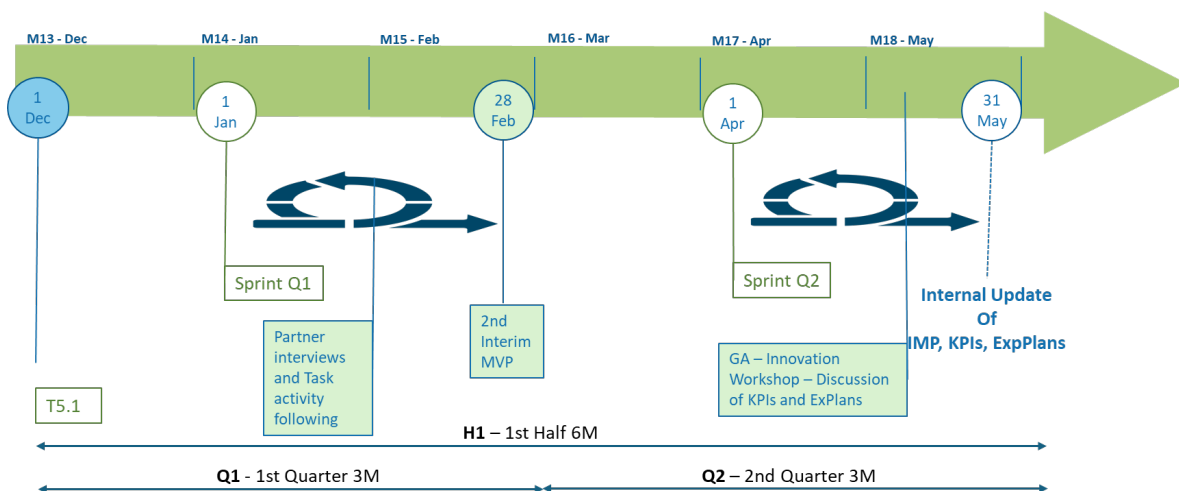 M13 - Dec
M14 - Jan
M15 - Feb
M16 - Mar
M17 - Apr
M18 - May
1
Dec
1
Jan
28
Feb
1
Apr
31
May
Sprint Q1
Sprint Q2
Internal Update
Of
IMP, KPIs, ExpPlans
Partner
interviews
and Task
activity
following
2nd
Interim
MVP
GA – Innovation
Workshop – Discussion
of KPIs and ExPlans
T5.1
H1 – 1st Half 6M
Q1 - 1st Quarter 3M
Q2 – 2nd Quarter 3M